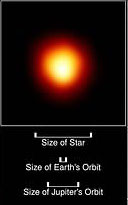 Size of Star
Size of Earth's Orbit
Size of Jupiter's Orbit